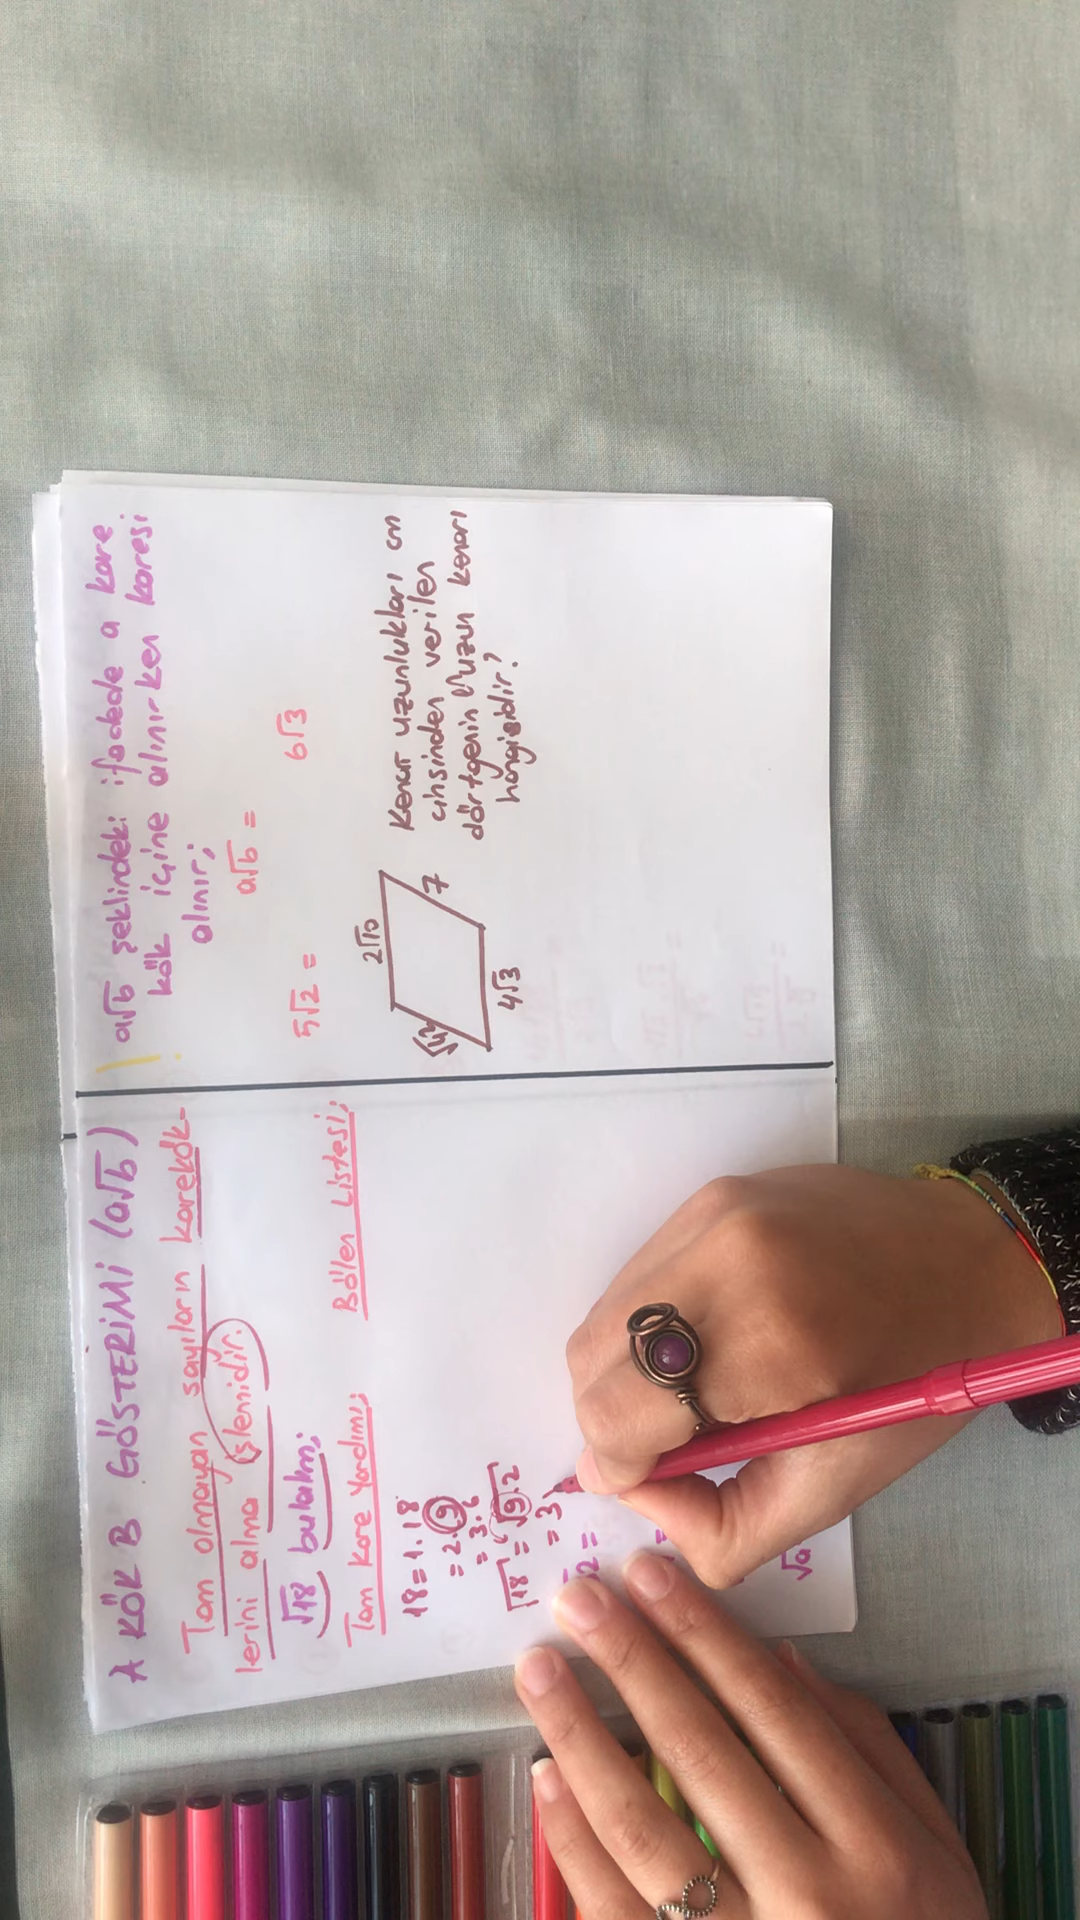 A KÖK B GÖSTERİMİ (a√b)
Tam olmayan sayıların karekök-
lerini alma işlemidir.
√18 bulalım;
Tam Kare Yardımı;
Bölen Listesi;
18 = 1.18
= 2.9
= 3.6
√18 = √9.2
= 3
2 =
=
! a√b şeklindeki ifadede a kare
kök içine alınırken karesi
alınır;
a√b =
5√2 =
6√3
2√10
7
4√3
√42
Kenar uzunlukları cm
cinsinden verilen
dörtgenin uzun kenarı
hangisidir?